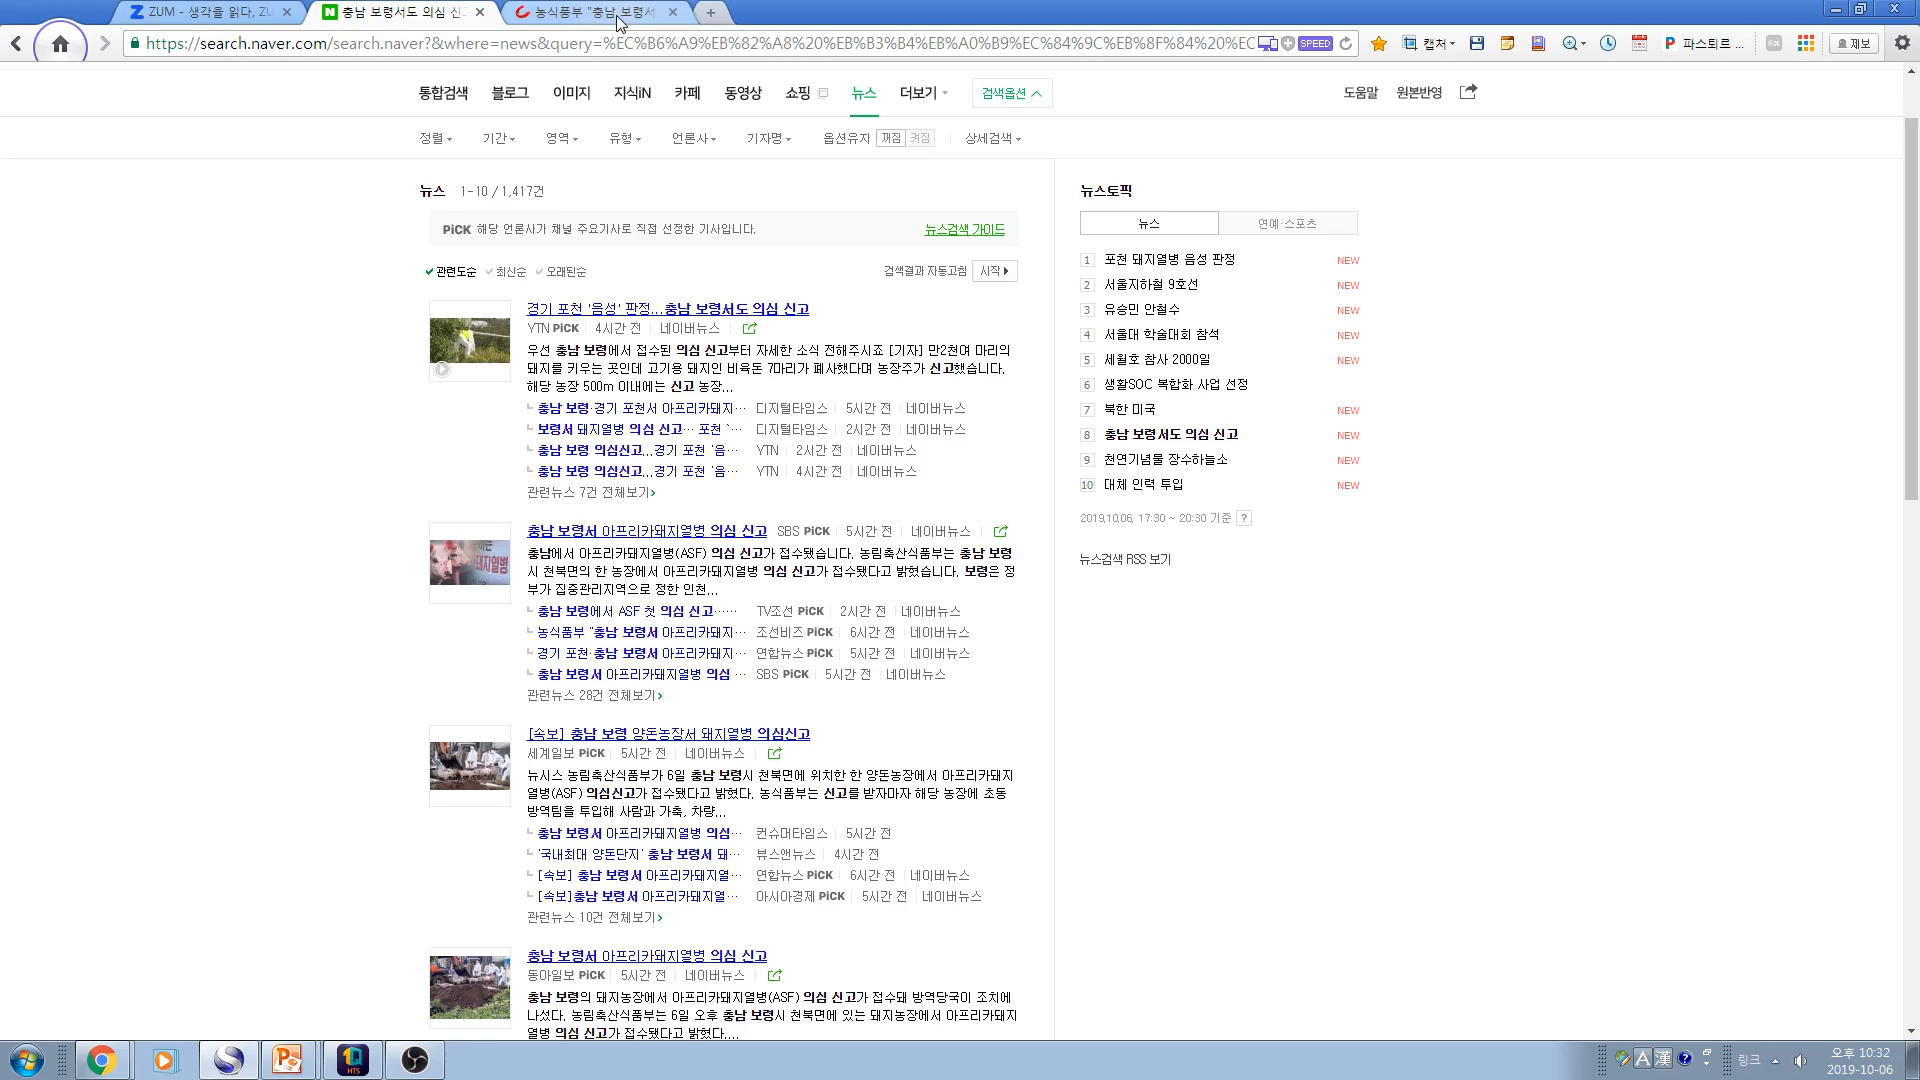 ZUM - 생각을 읽다, ZU
충남 보령서도 의심 신
농식품부 "충남 보령서
https://search.naver.com/search.naver?&where=news&query=%EC%B6%A9%EB%82%A8%20%EB%B3%B4%EB%A0%B9%EC%84%9C%EB%8F%84%20%EC
SPEED
캡처
파스퇴르 ...
제보
통합검색 블로그 이미지 지식iN 카페 동영상 쇼핑 뉴스 더보기 검색옵션
도움말 원본반영
정렬 기간 영역 유형 언론사 기자명 옵션유지 꺼짐 켜짐 상세검색
뉴스 1-10 / 1,417건
PiCK 해당 언론사가 채널 주요기사로 직접 선정한 기사입니다. 뉴스검색 가이드
관련도순 최신순 오래된순 검색결과 자동고침 시작
경기 포천 '음성' 판정...충남 보령서도 의심 신고
YTN PiCK 4시간 전 네이버뉴스
우선 충남 보령에서 접수된 의심 신고부터 자세한 소식 전해주시죠 [기자] 만2천여 마리의
돼지를 키우는 곳인데 고기용 돼지인 비육돈 7마리가 폐사했다며 농장주가 신고했습니다.
해당 농장 500m 이내에는 신고 농장...
충남 보령·경기 포천서 아프리카돼지… 디지털타임스 5시간 전 네이버뉴스
보령서 돼지열병 의심 신고… 포천 `… 디지털타임스 2시간 전 네이버뉴스
충남 보령 의심신고...경기 포천 '음… YTN 2시간 전 네이버뉴스
충남 보령 의심신고...경기 포천 '음… YTN 4시간 전 네이버뉴스
관련뉴스 7건 전체보기
충남 보령서 아프리카돼지열병 의심 신고 SBS PiCK 5시간 전 네이버뉴스
충남에서 아프리카돼지열병(ASF) 의심 신고가 접수됐습니다. 농림축산식품부는 충남 보령
시 천북면의 한 농장에서 아프리카돼지열병 의심 신고가 접수됐다고 밝혔습니다. 보령은 정
부가 집중관리지역으로 정한 인천...
충남 보령에서 ASF 첫 의심 신고…… TV조선 PiCK 2시간 전 네이버뉴스
농식품부 "충남 보령서 아프리카돼지… 조선비즈 PiCK 6시간 전 네이버뉴스
경기 포천·충남 보령서 아프리카돼지… 연합뉴스 PiCK 5시간 전 네이버뉴스
충남 보령서 아프리카돼지열병 의심 … SBS PiCK 5시간 전 네이버뉴스
관련뉴스 28건 전체보기
[속보] 충남 보령 양돈농장서 돼지열병 의심신고
세계일보 PiCK 5시간 전 네이버뉴스
뉴시스 농림축산식품부가 6일 충남 보령시 천북면에 위치한 한 양돈농장에서 아프리카돼지
열병(ASF) 의심신고가 접수됐다고 밝혔다. 농식품부는 신고를 받자마자 해당 농장에 초동
방역팀을 투입해 사람과 가축, 차량...
충남 보령서 아프리카돼지열병 의심… 컨슈머타임스 5시간 전
'국내최대 양돈단지' 충남 보령서 돼… 뷰스앤뉴스 4시간 전
[속보] 충남 보령서 아프리카돼지열… 연합뉴스 PiCK 6시간 전 네이버뉴스
[속보]충남 보령서 아프리카돼지열… 아시아경제 PiCK 5시간 전 네이버뉴스
관련뉴스 10건 전체보기
충남 보령서 아프리카돼지열병 의심 신고
동아일보 PiCK 5시간 전 네이버뉴스
충남 보령의 돼지농장에서 아프리카돼지열병(ASF) 의심 신고가 접수돼 방역당국이 조치에
나섰다. 농림축산식품부는 6일 오후 충남 보령시 천북면에 있는 돼지농장에서 아프리카돼지
열병 의심 신고가 접수됐다고 밝혔다....
뉴스토픽
뉴스 연예·스포츠
1 포천 돼지열병 음성 판정 NEW
2 서울지하철 9호선 NEW
3 유승민 안철수 NEW
4 서울대 학술대회 참석 NEW
5 세월호 참사 2000일 NEW
6 생활SOC 복합화 사업 선정
7 북한 미국 NEW
8 충남 보령서도 의심 신고 NEW
9 천연기념물 장수하늘소 NEW
10 대체 인력 투입 NEW
2019.10.06. 17:30 ~ 20:30 기준 ?
뉴스검색 RSS 보기
HTS
A 漢
링크
오후 10:32
2019-10-06